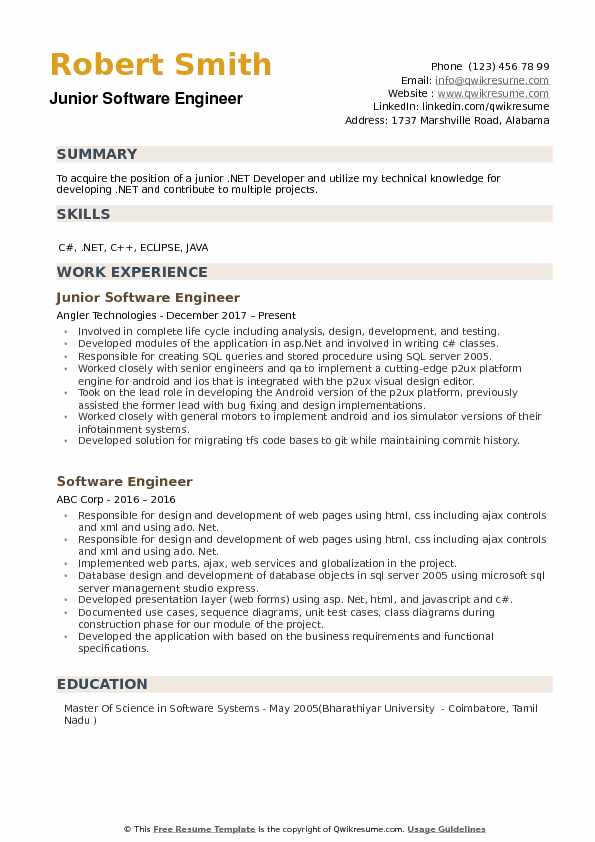 Robert Smith
Junior Software Engineer
Phone (123) 456 78 99
Email: info@qwikresume.com
Website : www.qwikresume.com
LinkedIn: linkedin.com/qwikresume
Address: 1737 Marshville Road, Alabama
SUMMARY
To acquire the position of a junior .NET Developer and utilize my technical knowledge for
developing .NET and contribute to multiple projects.
SKILLS
C#, .NET, C++, ECLIPSE, JAVA
WORK EXPERIENCE
Junior Software Engineer
Angler Technologies - December 2017 – Present
• Involved in complete life cycle including analysis, design, development, and testing.
• Developed modules of the application in asp.Net and involved in writing c# classes.
• Responsible for creating SQL queries and stored procedure using SQL server 2005.
• Worked closely with senior engineers and qa to implement a cutting-edge p2ux platform
engine for android and ios that is integrated with the p2ux visual design editor.
• Took on the lead role in developing the Android version of the p2ux platform, previously
assisted the former lead with bug fixing and design implementations.
• Worked closely with general motors to implement android and ios simulator versions of their
infotainment systems.
• Developed solution for migrating tfs code bases to git while maintaining commit history.
Software Engineer
ABC Corp - 2016 – 2016
• Responsible for design and development of web pages using html, css including ajax controls
and xml and using ado. Net.
• Responsible for design and development of web pages using html, css including ajax controls
and xml and using ado. Net.
• Implemented web parts, ajax, web services and globalization in the project.
• Database design and development of database objects in sql server 2005 using microsoft sql
server management studio express.
• Developed presentation layer (web forms) using asp. Net, html, and javascript and c#.
• Documented use cases, sequence diagrams, unit test cases, class diagrams during
construction phase for our module of the project.
• Developed the application with based on the business requirements and functional
specifications.
EDUCATION
Master Of Science in Software Systems - May 2005(Bharathiyar University - Coimbatore, Tamil
Nadu )
© This Free Resume Template is the copyright of Qwikresume.com. Usage Guidelines